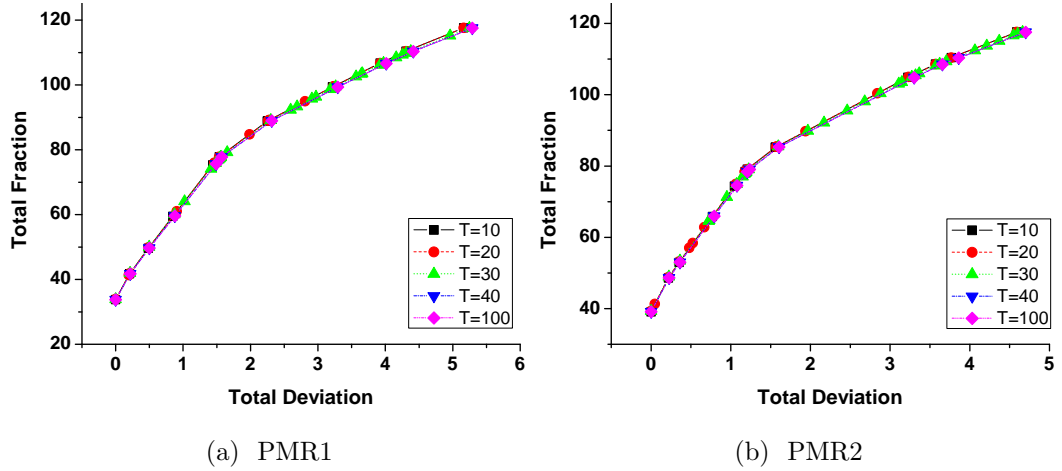 120
100
80
60
40
20
Total Fraction
0 1 2 3 4 5 6
Total Deviation
T=10
T=20
T=30
T=40
T=100
(a) PMR1
120
100
80
60
40
Total Fraction
0 1 2 3 4 5
Total Deviation
T=10
T=20
T=30
T=40
T=100
(b) PMR2